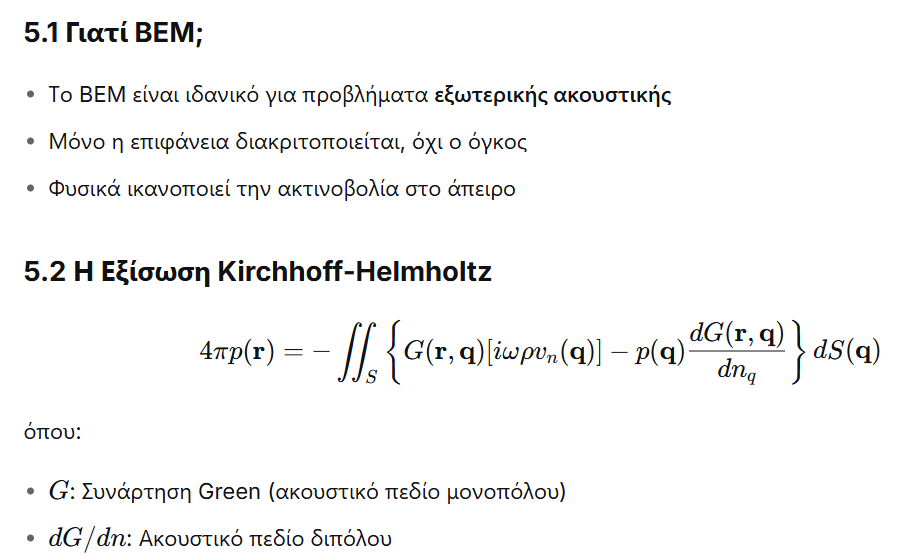 5.1 Γιατί BEM;
• Το BEM είναι ιδανικό για προβλήματα εξωτερικής ακουστικής
• Μόνο η επιφάνεια διακριτοποιείται, όχι ο όγκος
• Φυσικά ικανοποιεί την ακτινοβολία στο άπειρο
5.2 Η Εξίσωση Kirchhoff-Helmholtz
$$4\pi p(\mathbf{r}) = -\iint_S \left\{ G(\mathbf{r},\mathbf{q})[i\omega\rho v_n(\mathbf{q})] - p(\mathbf{q})\frac{dG(\mathbf{r},\mathbf{q})}{dn_q} \right\} dS(\mathbf{q})$$
όπου:
• $G$: Συνάρτηση Green (ακουστικό πεδίο μονοπόλου)
• $dG/dn$: Ακουστικό πεδίο διπόλου